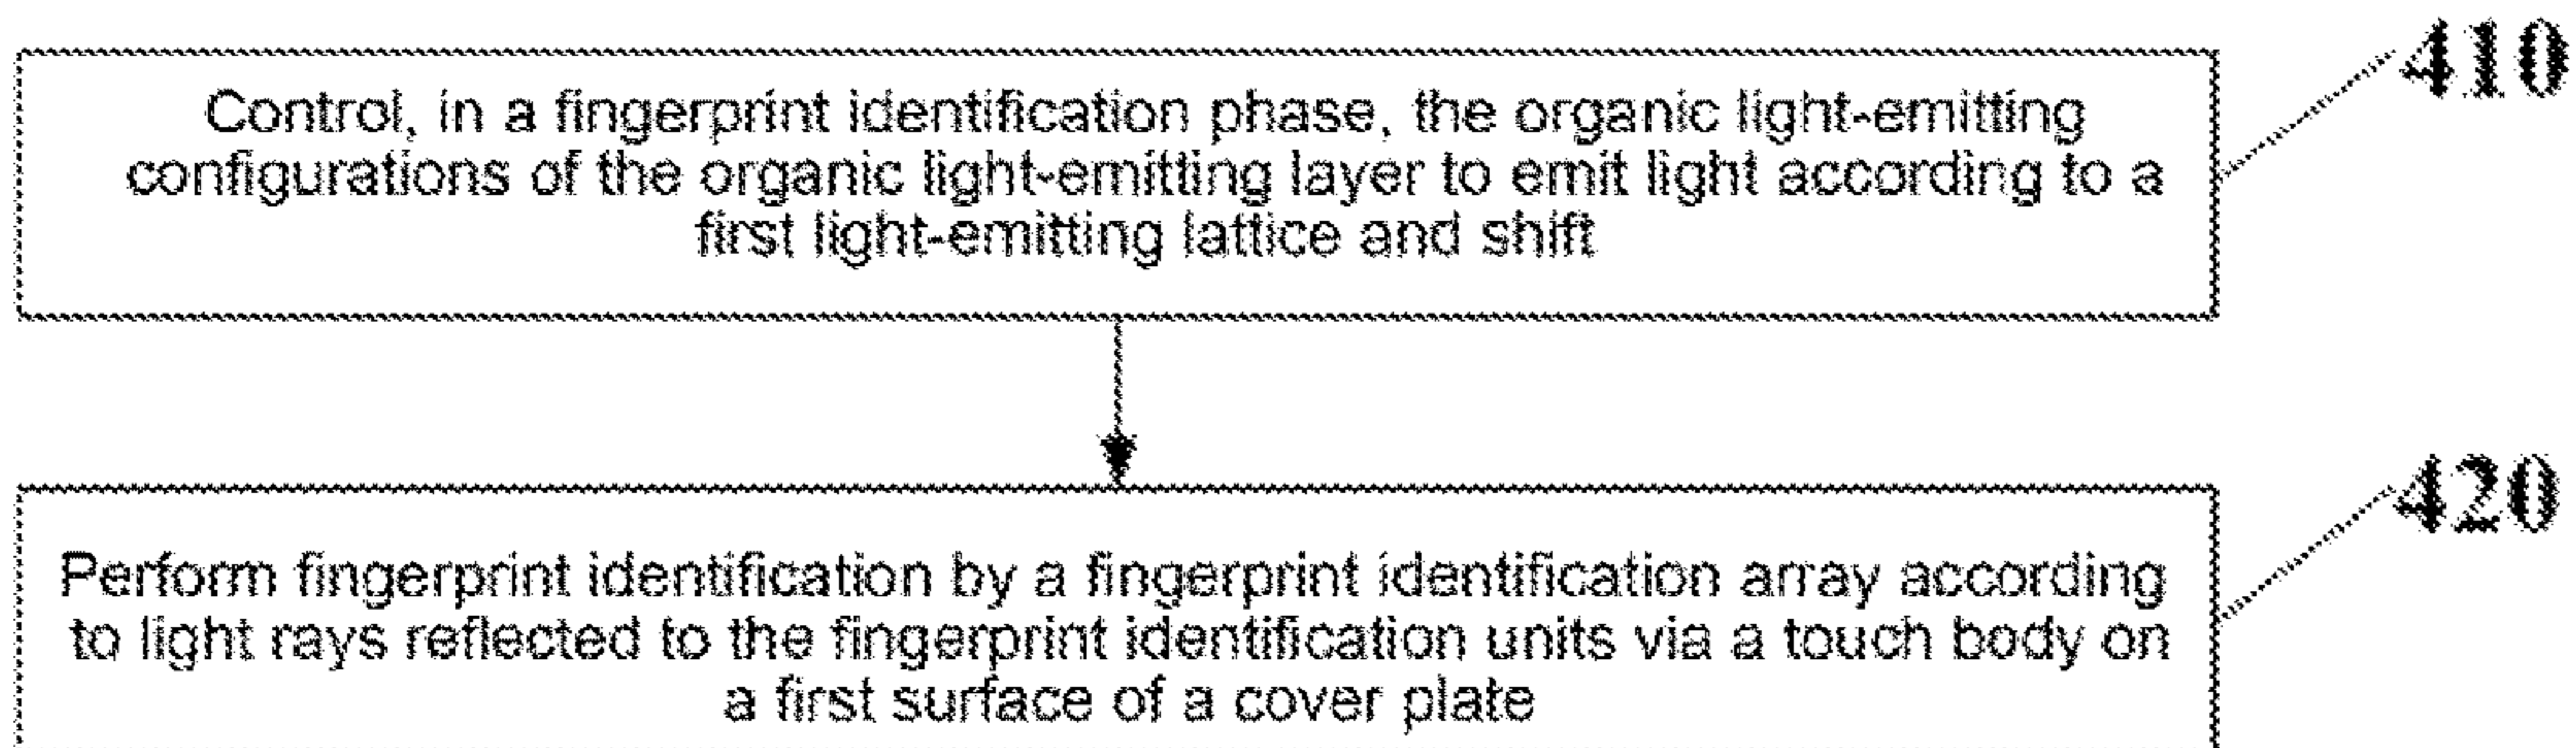 410
Control, in a fingerprint identification phase, the organic light-emitting
configurations of the organic light-emitting layer to emit light according to a
first light-emitting lattice and shift
420
Perform fingerprint identification by a fingerprint identification array according
to light rays reflected to the fingerprint identification units via a touch body on
a first surface of a cover plate